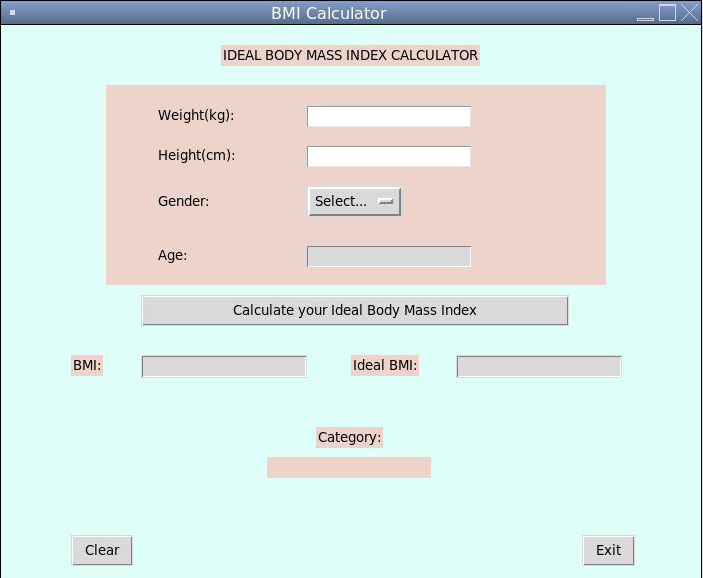 BMI Calculator
IDEAL BODY MASS INDEX CALCULATOR
Weight(kg):
Height(cm):
Gender: Select...
Age:
Calculate your Ideal Body Mass Index
BMI: Ideal BMI:
Category:
Clear Exit